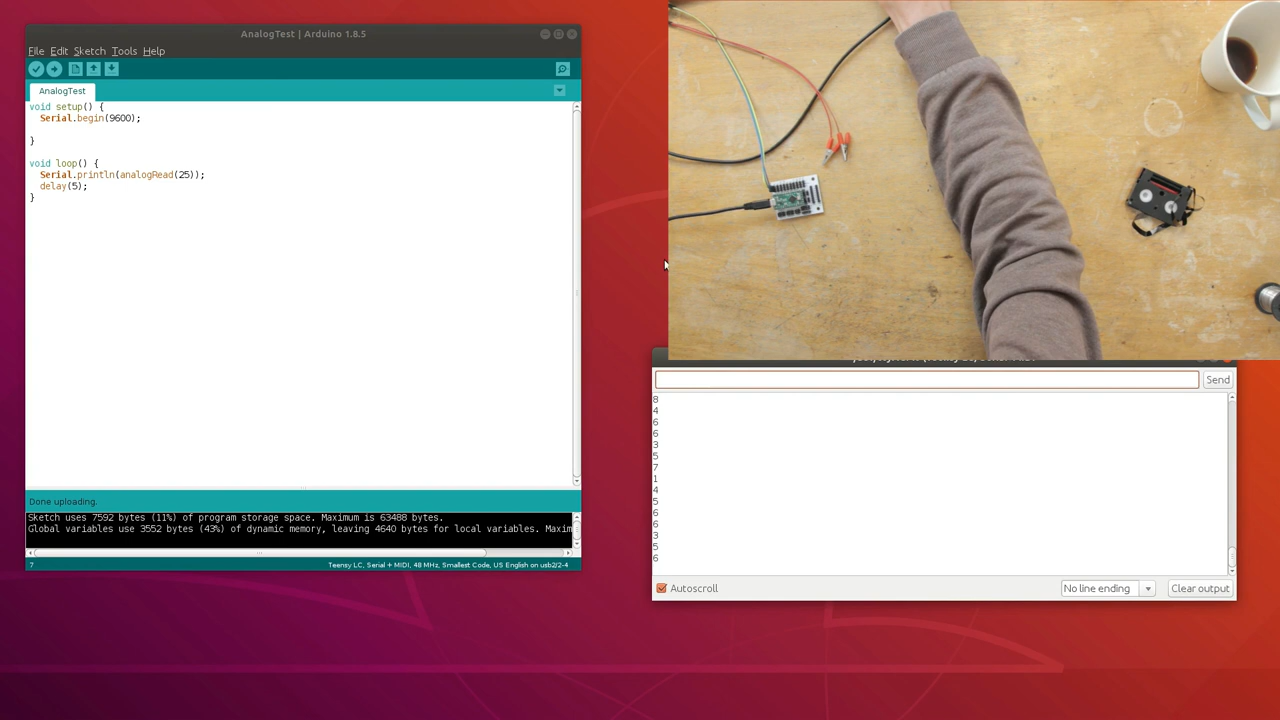 AnalogTest | Arduino 1.8.5
File Edit Sketch Tools Help
AnalogTest
void setup() {
Serial.begin(9600);
}
void loop() {
Serial.println(analogRead(25));
delay(5);
}
Done uploading.
Sketch uses 7592 bytes (11%) of program storage space. Maximum is 63488 bytes.
Global variables use 3552 bytes (43%) of dynamic memory, leaving 4640 bytes for local variables. Maxim
7
Teensy LC, Serial + MIDI, 48 MHz, Smallest Code, US English on usb2/2-4
Send
8
4
6
6
3
5
7
1
4
5
6
6
3
5
6
Autoscroll
No line ending
Clear output